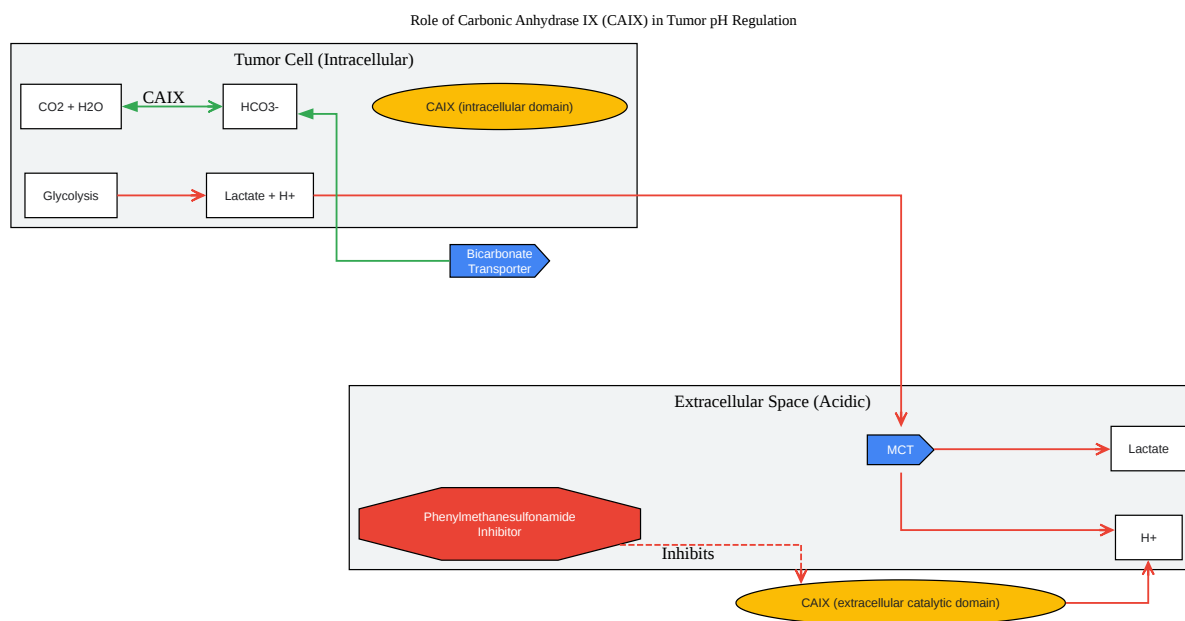 Role of Carbonic Anhydrase IX (CAIX) in Tumor pH Regulation
Tumor Cell (Intracellular)
CO2 + H2O
CAIX
HCO3-
CAIX (intracellular domain)
Glycolysis
Lactate + H+
Bicarbonate
Transporter
Extracellular Space (Acidic)
MCT
Lactate
Phenylmethanesulfonamide
Inhibitor
Inhibits
H+
CAIX (extracellular catalytic domain)